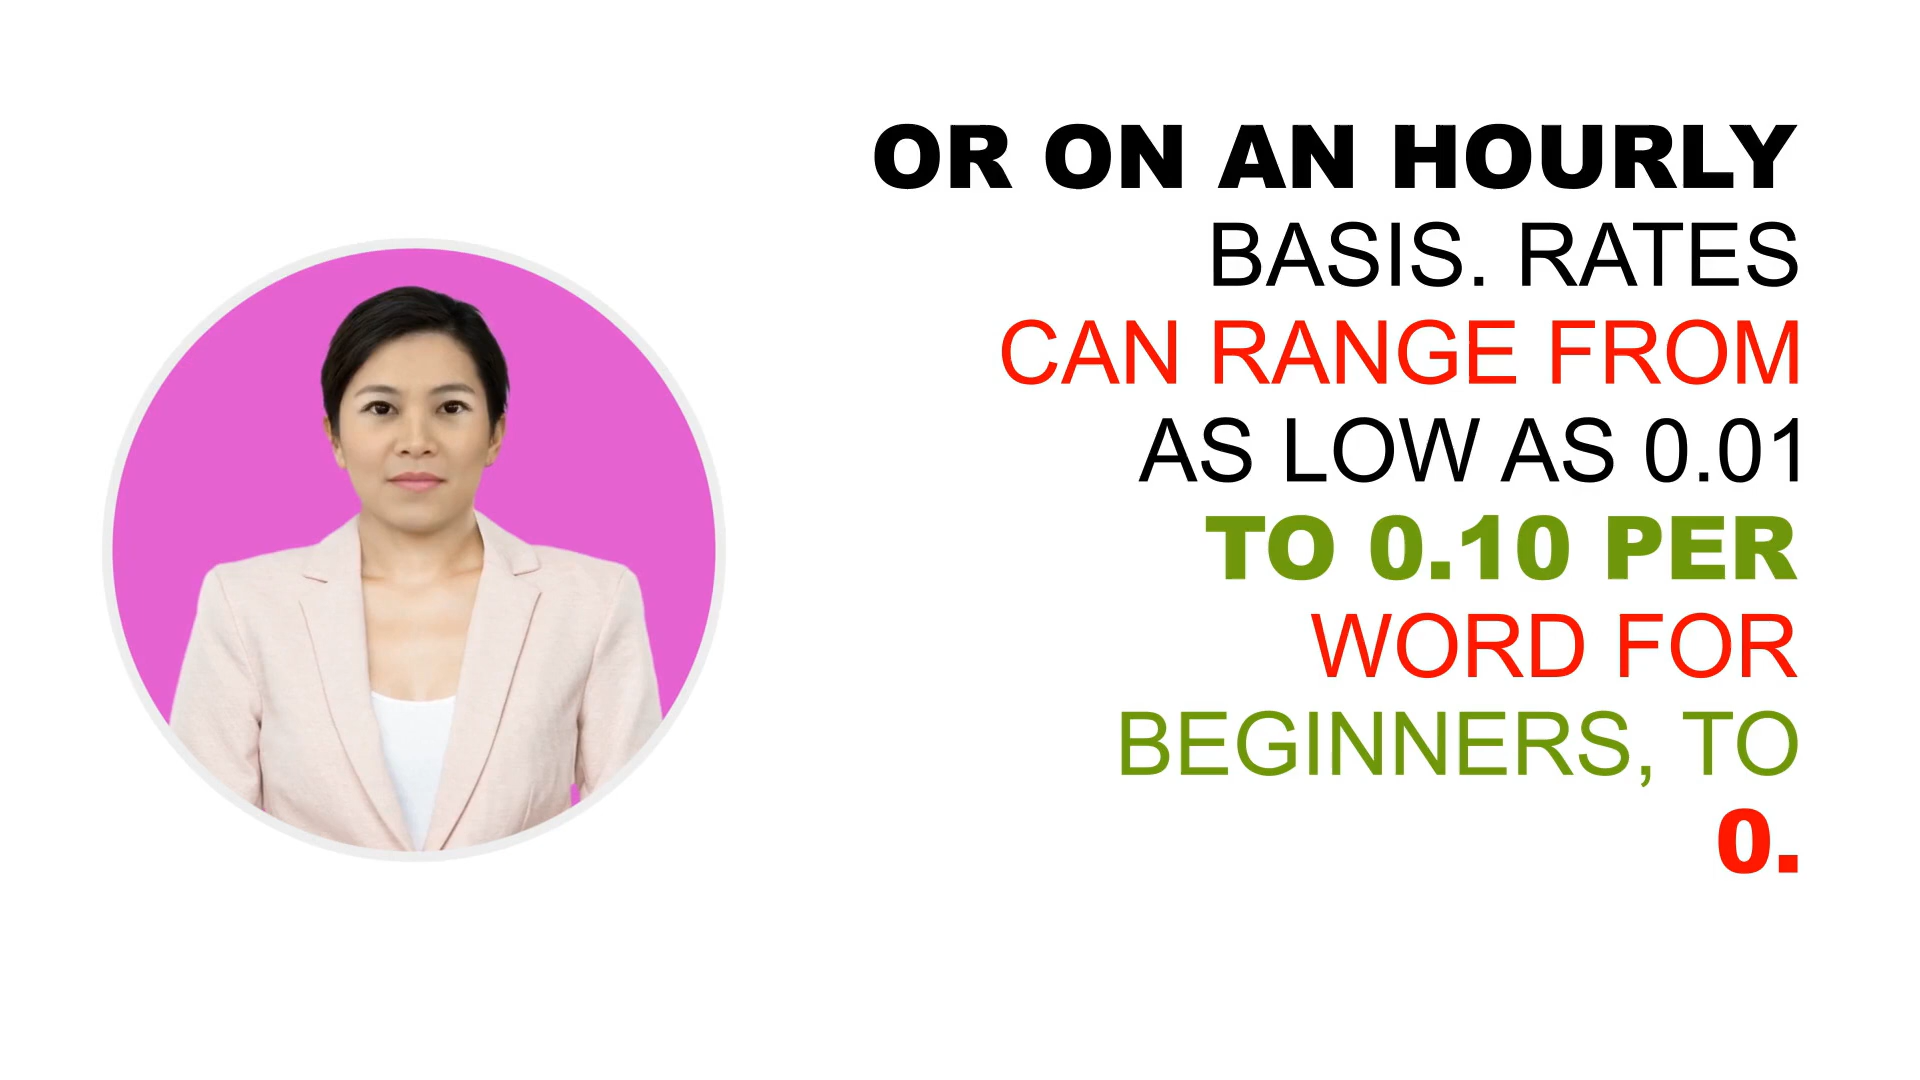 OR ON AN HOURLY
BASIS. RATES
CAN RANGE FROM
AS LOW AS 0.01
TO 0.10 PER
WORD FOR
BEGINNERS, TO
0.